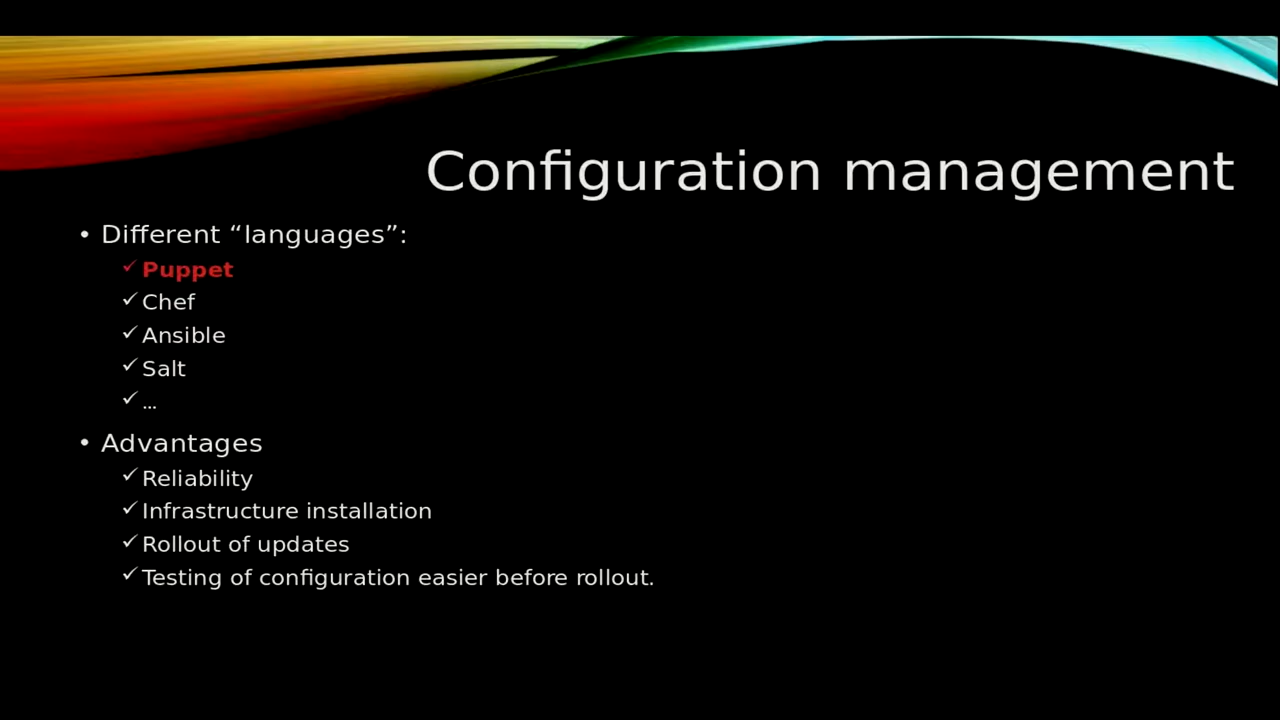 Configuration management
• Different “languages”:
✓Puppet
✓Chef
✓Ansible
✓Salt
✓...
• Advantages
✓Reliability
✓Infrastructure installation
✓Rollout of updates
✓Testing of configuration easier before rollout.